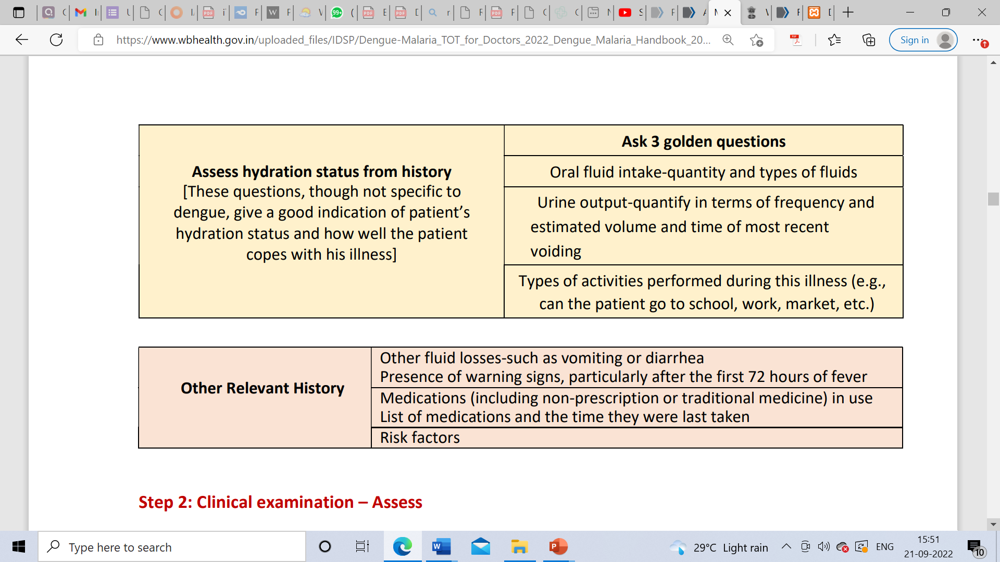 https://www.wbhealth.gov.in/uploaded_files/IDSP/Dengue-Malaria_TOT_for_Doctors_2022_Dengue_Malaria_Handbook_20...
Sign in
Assess hydration status from history
[These questions, though not specific to
dengue, give a good indication of patient’s
hydration status and how well the patient
copes with his illness]
Ask 3 golden questions
Oral fluid intake-quantity and types of fluids
Urine output-quantify in terms of frequency and
estimated volume and time of most recent
voiding
Types of activities performed during this illness (e.g.,
can the patient go to school, work, market, etc.)
Other Relevant History
Other fluid losses-such as vomiting or diarrhea
Presence of warning signs, particularly after the first 72 hours of fever
Medications (including non-prescription or traditional medicine) in use
List of medications and the time they were last taken
Risk factors
Step 2: Clinical examination – Assess
Type here to search
29°C Light rain
ENG
15:51
21-09-2022
10